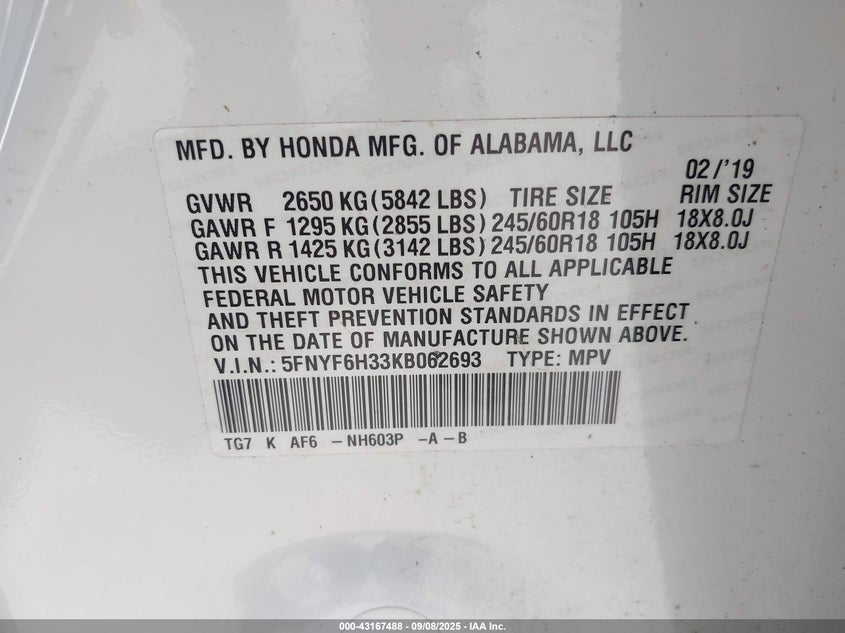 MFD. BY HONDA MFG. OF ALABAMA, LLC
02/'19
GVWR 2650 KG (5842 LBS) TIRE SIZE RIM SIZE
GAWR F 1295 KG (2855 LBS) 245/60R18 105H 18X8.0J
GAWR R 1425 KG (3142 LBS) 245/60R18 105H 18X8.0J
THIS VEHICLE CONFORMS TO ALL APPLICABLE
FEDERAL MOTOR VEHICLE SAFETY
AND THEFT PREVENTION STANDARDS IN EFFECT
ON THE DATE OF MANUFACTURE SHOWN ABOVE.
V.I.N.: 5FNYF6H33KB062693 TYPE: MPV
TG7 K AF6 -NH603P -A-B
000-43167488 - 09/08/2025 - IAA Inc.